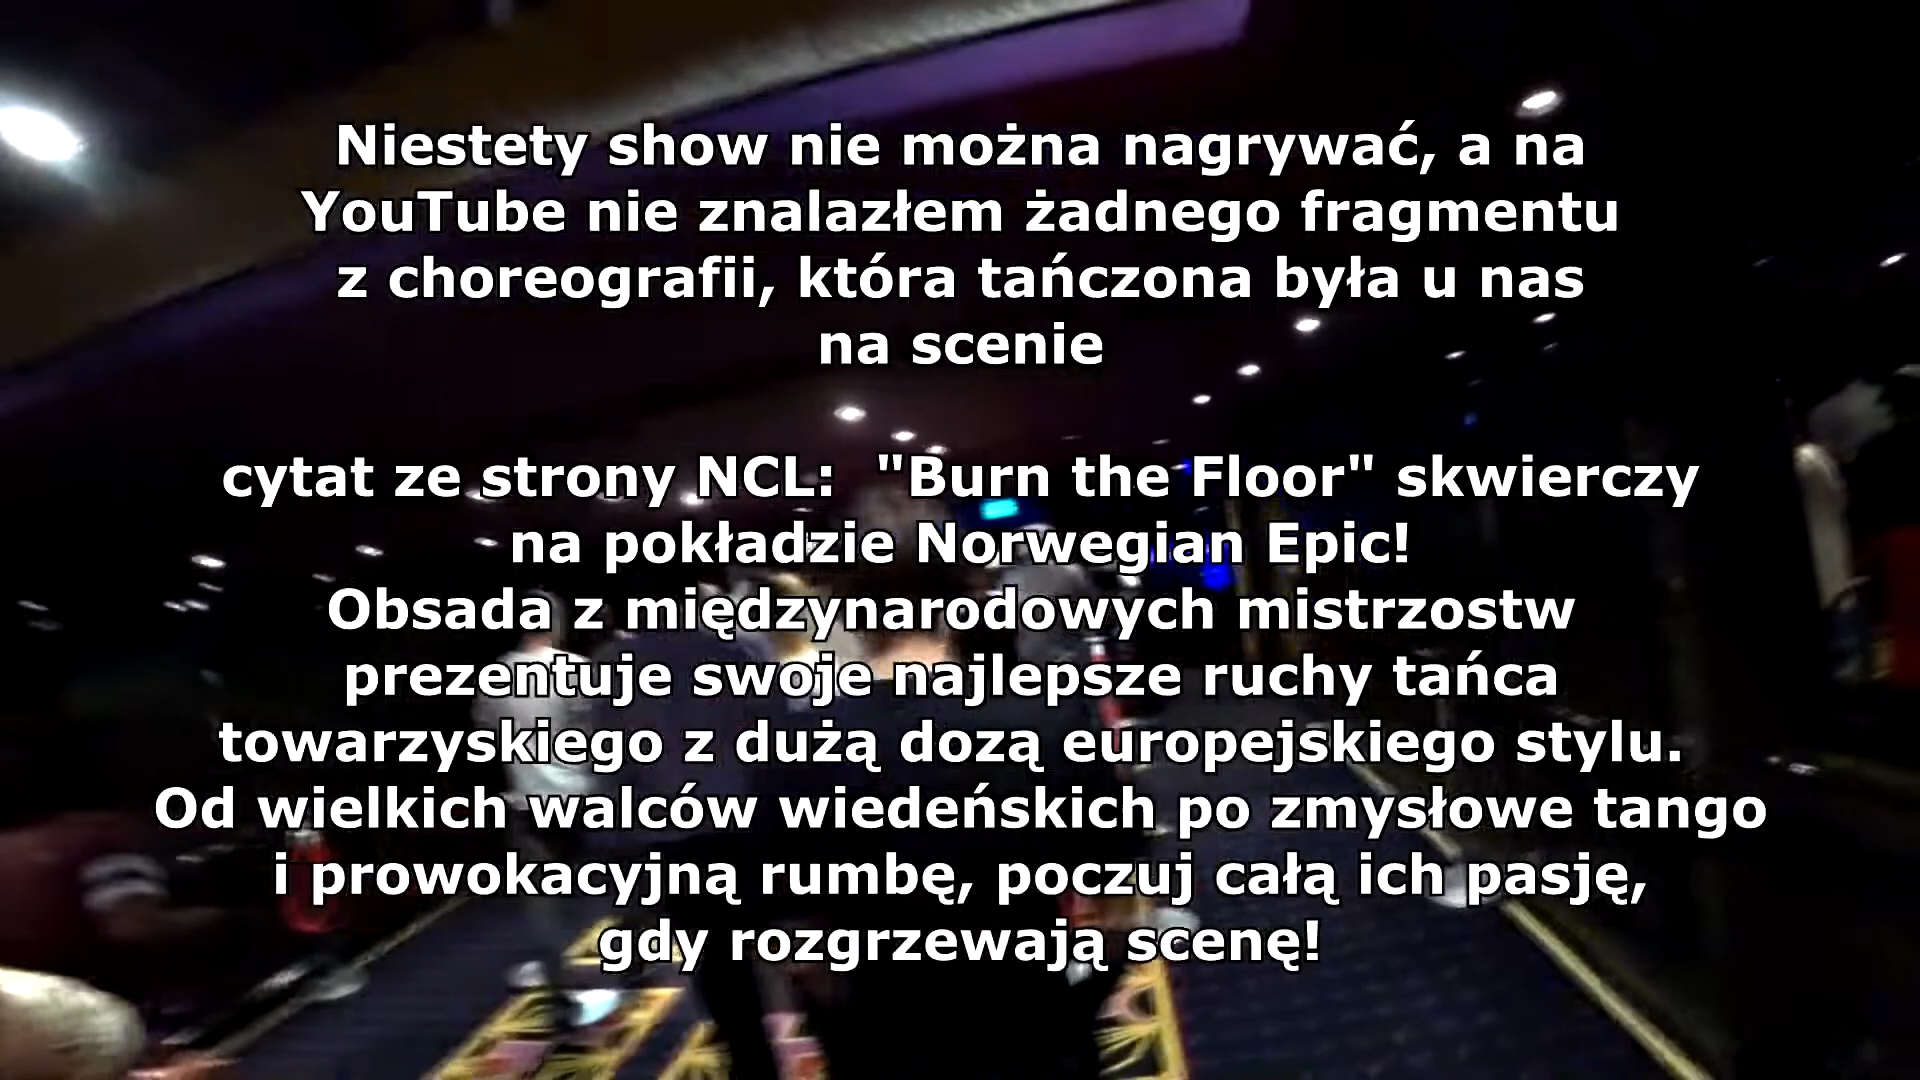 Niestety show nie można nagrywać, a na
YouTube nie znalazłem żadnego fragmentu
z choreografii, która tańczona była u nas
na scenie
cytat ze strony NCL: "Burn the Floor" skwierczy
na pokładzie Norwegian Epic!
Obsada z międzynarodowych mistrzostw
prezentuje swoje najlepsze ruchy tańca
towarzyskiego z dużą dozą europejskiego stylu.
Od wielkich walców wiedeńskich po zmysłowe tango
i prowokacyjną rumbę, poczuj całą ich pasję,
gdy rozgrzewają scenę!